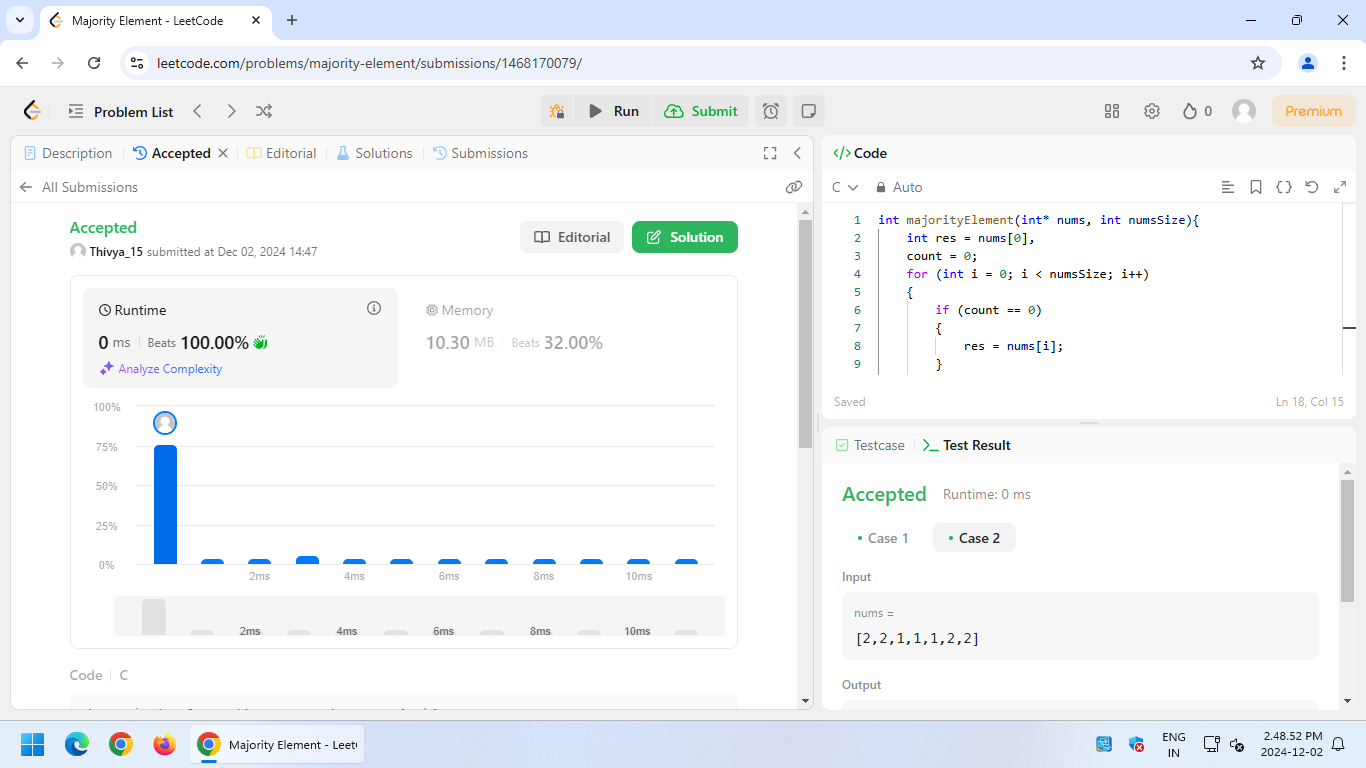 Majority Element - LeetCode
leetcode.com/problems/majority-element/submissions/1468170079/
Problem List
Run
Submit
0
Premium
Description
Accepted
Editorial
Solutions
Submissions
All Submissions
Accepted
Thivya_15 submitted at Dec 02, 2024 14:47
Editorial
Solution
Runtime
0 ms Beats 100.00%
Analyze Complexity
Memory
10.30 MB Beats 32.00%
100%
75%
50%
25%
0%
2ms 4ms 6ms 8ms 10ms
2ms 4ms 6ms 8ms 10ms
Code C
</> Code
C Auto
1 int majorityElement(int* nums, int numsSize){
2 int res = nums[0],
3 count = 0;
4 for (int i = 0; i < numsSize; i++)
5 {
6 if (count == 0)
7 {
8 res = nums[i];
9 }
Saved
Ln 18, Col 15
Testcase
Test Result
Accepted Runtime: 0 ms
• Case 1 • Case 2
Input
nums =
[2,2,1,1,1,2,2]
Output
Majority Element - Leet
ENG
IN
2.48.52 PM
2024-12-02